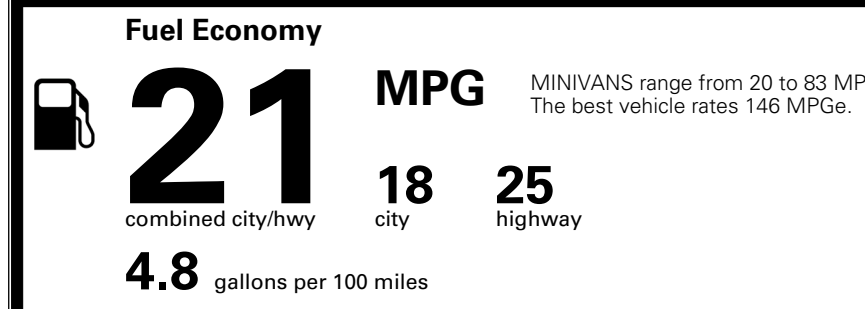 Fuel Economy
21 MPG
MINIVANS range from 20 to 83
The best vehicle rates 146 MPGe.
18 25
combined city/hwy city highway
4.8 gallons per 100 miles